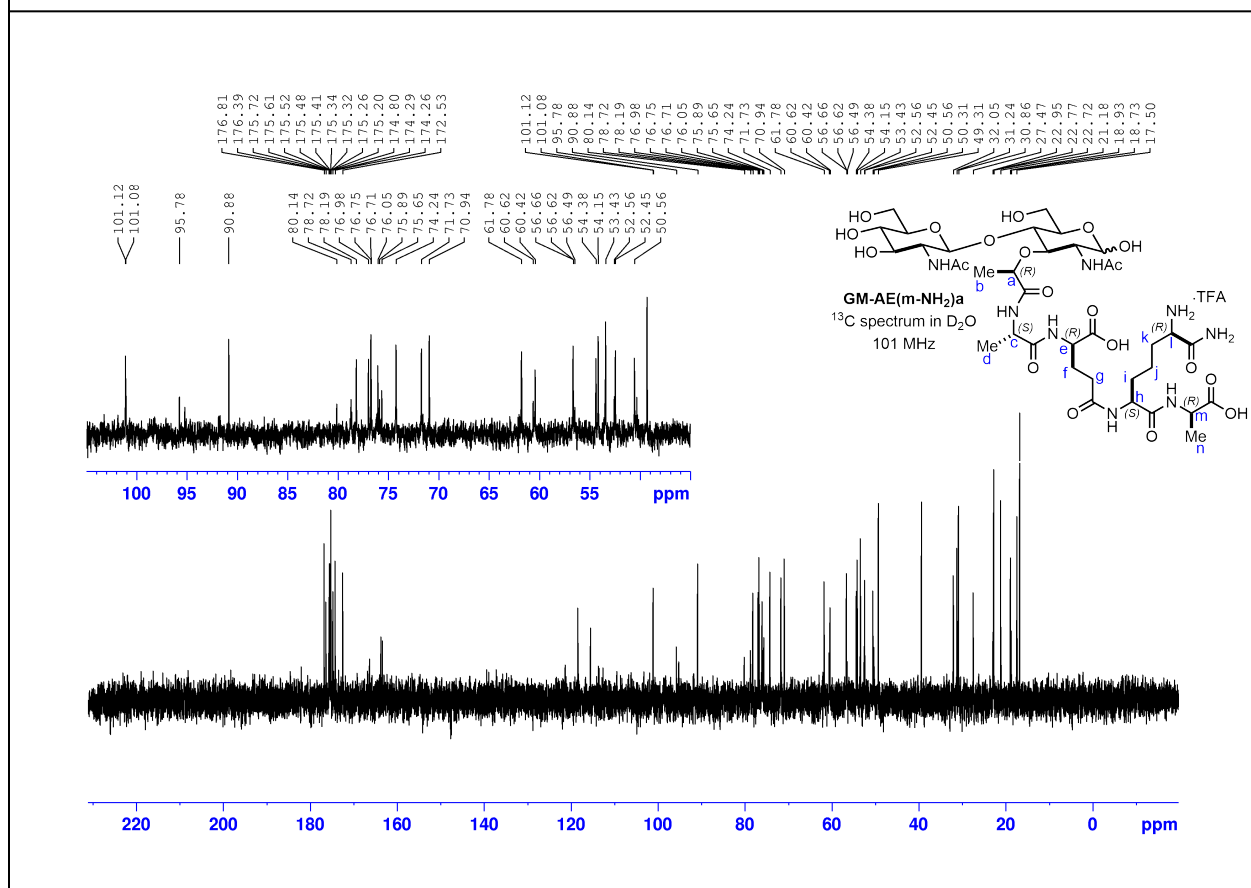 176.81
176.39
175.72
175.61
175.52
175.48
175.41
175.34
175.32
175.26
175.20
174.80
174.29
174.26
172.53
101.12
101.08
95.78
90.88
80.14
78.72
78.19
76.98
76.75
76.71
76.05
75.89
75.65
74.24
71.73
70.94
61.78
60.62
60.42
56.66
56.62
56.49
54.38
54.15
53.43
52.56
52.45
50.56
50.31
49.31
32.05
31.24
30.86
27.47
22.95
22.77
22.72
21.18
18.93
18.73
17.50
101.12
101.08
95.78
90.88
80.14
78.72
78.19
76.98
76.75
76.71
76.05
75.89
75.65
74.24
71.73
70.94
61.78
60.62
60.42
56.66
56.62
56.49
54.38
54.15
53.43
52.56
52.45
50.56
HO
HO
HO
HO
O
NHAc
O
HO
O
O
NHAc
OH
Me
b
a
(R)
O
GM-AE(m-NH₂)a
¹³C spectrum in D₂O
101 MHz
HN
(S)
c
Me
d
O
H
N
(R)
e
O
OH
f
g
O
N
H
h
(S)
i
j
k
l
(R)
NH₂
·TFA
NH₂
O
O
H
N
(R)
m
O
OH
Me
n
100 95 90 85 80 75 70 65 60 55 ppm
220 200 180 160 140 120 100 80 60 40 20 0 ppm